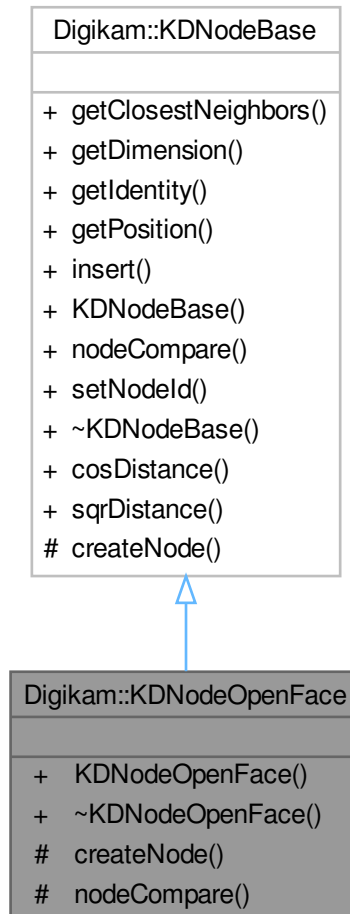 Digikam::KDNodeBase
+ getClosestNeighbors()
+ getDimension()
+ getIdentity()
+ getPosition()
+ insert()
+ KDNodeBase()
+ nodeCompare()
+ setNodeId()
+ ~KDNodeBase()
+ cosDistance()
+ sqrDistance()
# createNode()
Digikam::KDNodeOpenFace
+ KDNodeOpenFace()
+ ~KDNodeOpenFace()
# createNode()
# nodeCompare()